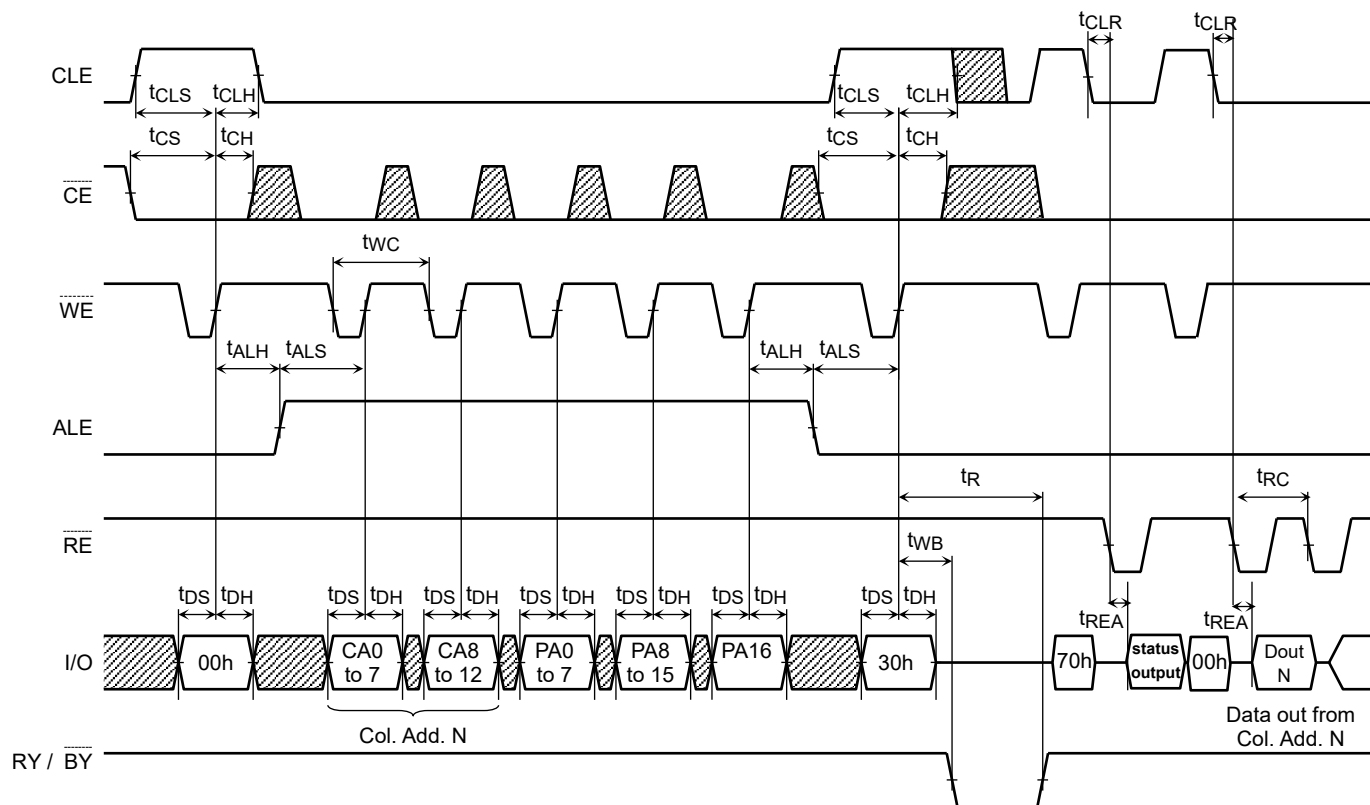 tCLR tCLR
CLE
tCLS tCLH tCLS tCLH
tCS tCH tCS tCH
CE
tWC
WE
tALH tALS tALH tALS
ALE
tR tRC
RE
tWB
tDS tDH tDS tDH tDS tDH tDS tDH tDS tDH tDS tDH tDS tDH
tREA tREA
I/O 00h CA0 to 7 CA8 to 12 PA0 to 7 PA8 to 15 PA16 30h 70h status output 00h Dout N
Col. Add. N
Data out from
Col. Add. N
RY / BY